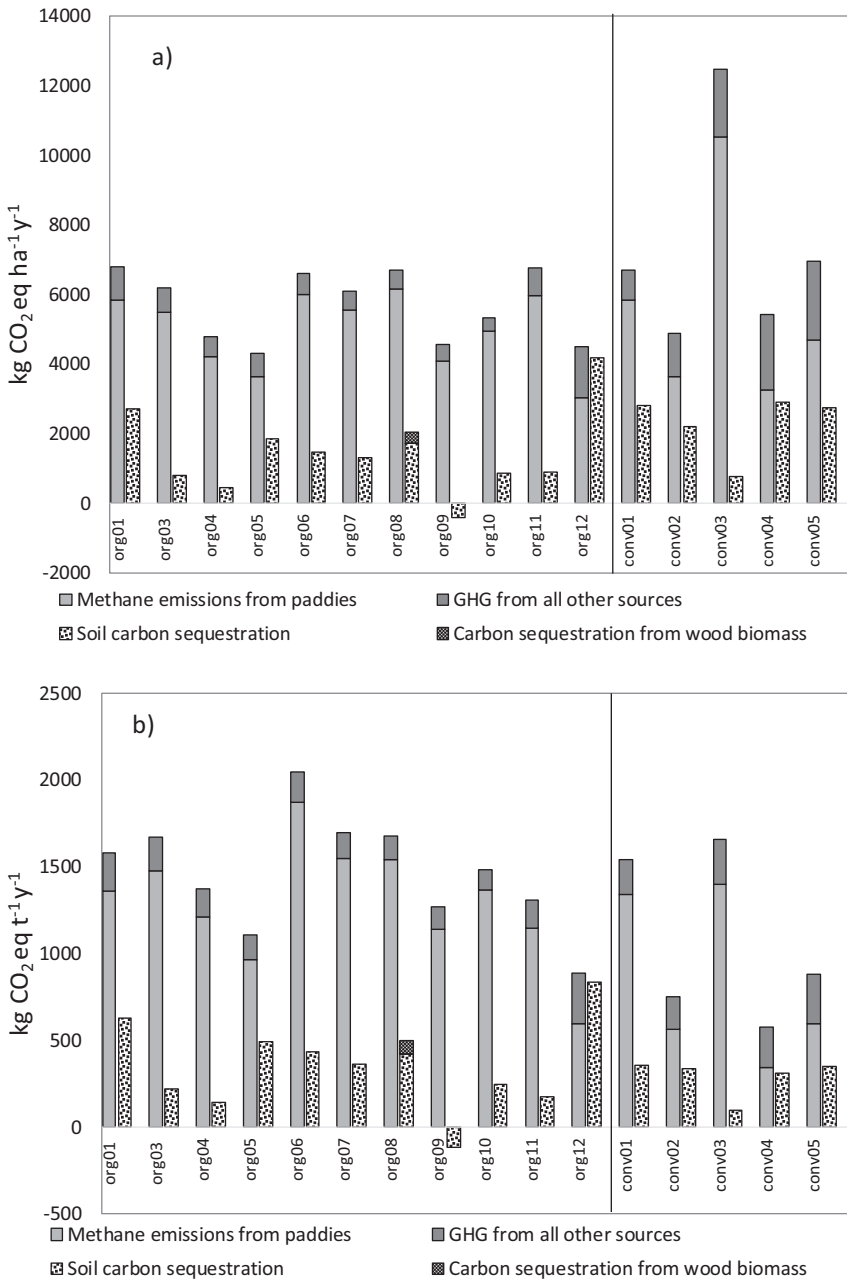 14000
a)
12000
10000
8000
6000
4000
2000
0
-2000
kg CO₂ eq ha⁻¹y⁻¹
org01 org03 org04 org05 org06 org07 org08 org09 org10 org11 org12 conv01 conv02 conv03 conv04 conv05
Methane emissions from paddies GHG from all other sources
Soil carbon sequestration Carbon sequestration from wood biomass
2500
b)
2000
1500
1000
500
0
-500
kg CO₂ eq t⁻¹y⁻¹
org01 org03 org04 org05 org06 org07 org08 org09 org10 org11 org12 conv01 conv02 conv03 conv04 conv05
Methane emissions from paddies GHG from all other sources
Soil carbon sequestration Carbon sequestration from wood biomass